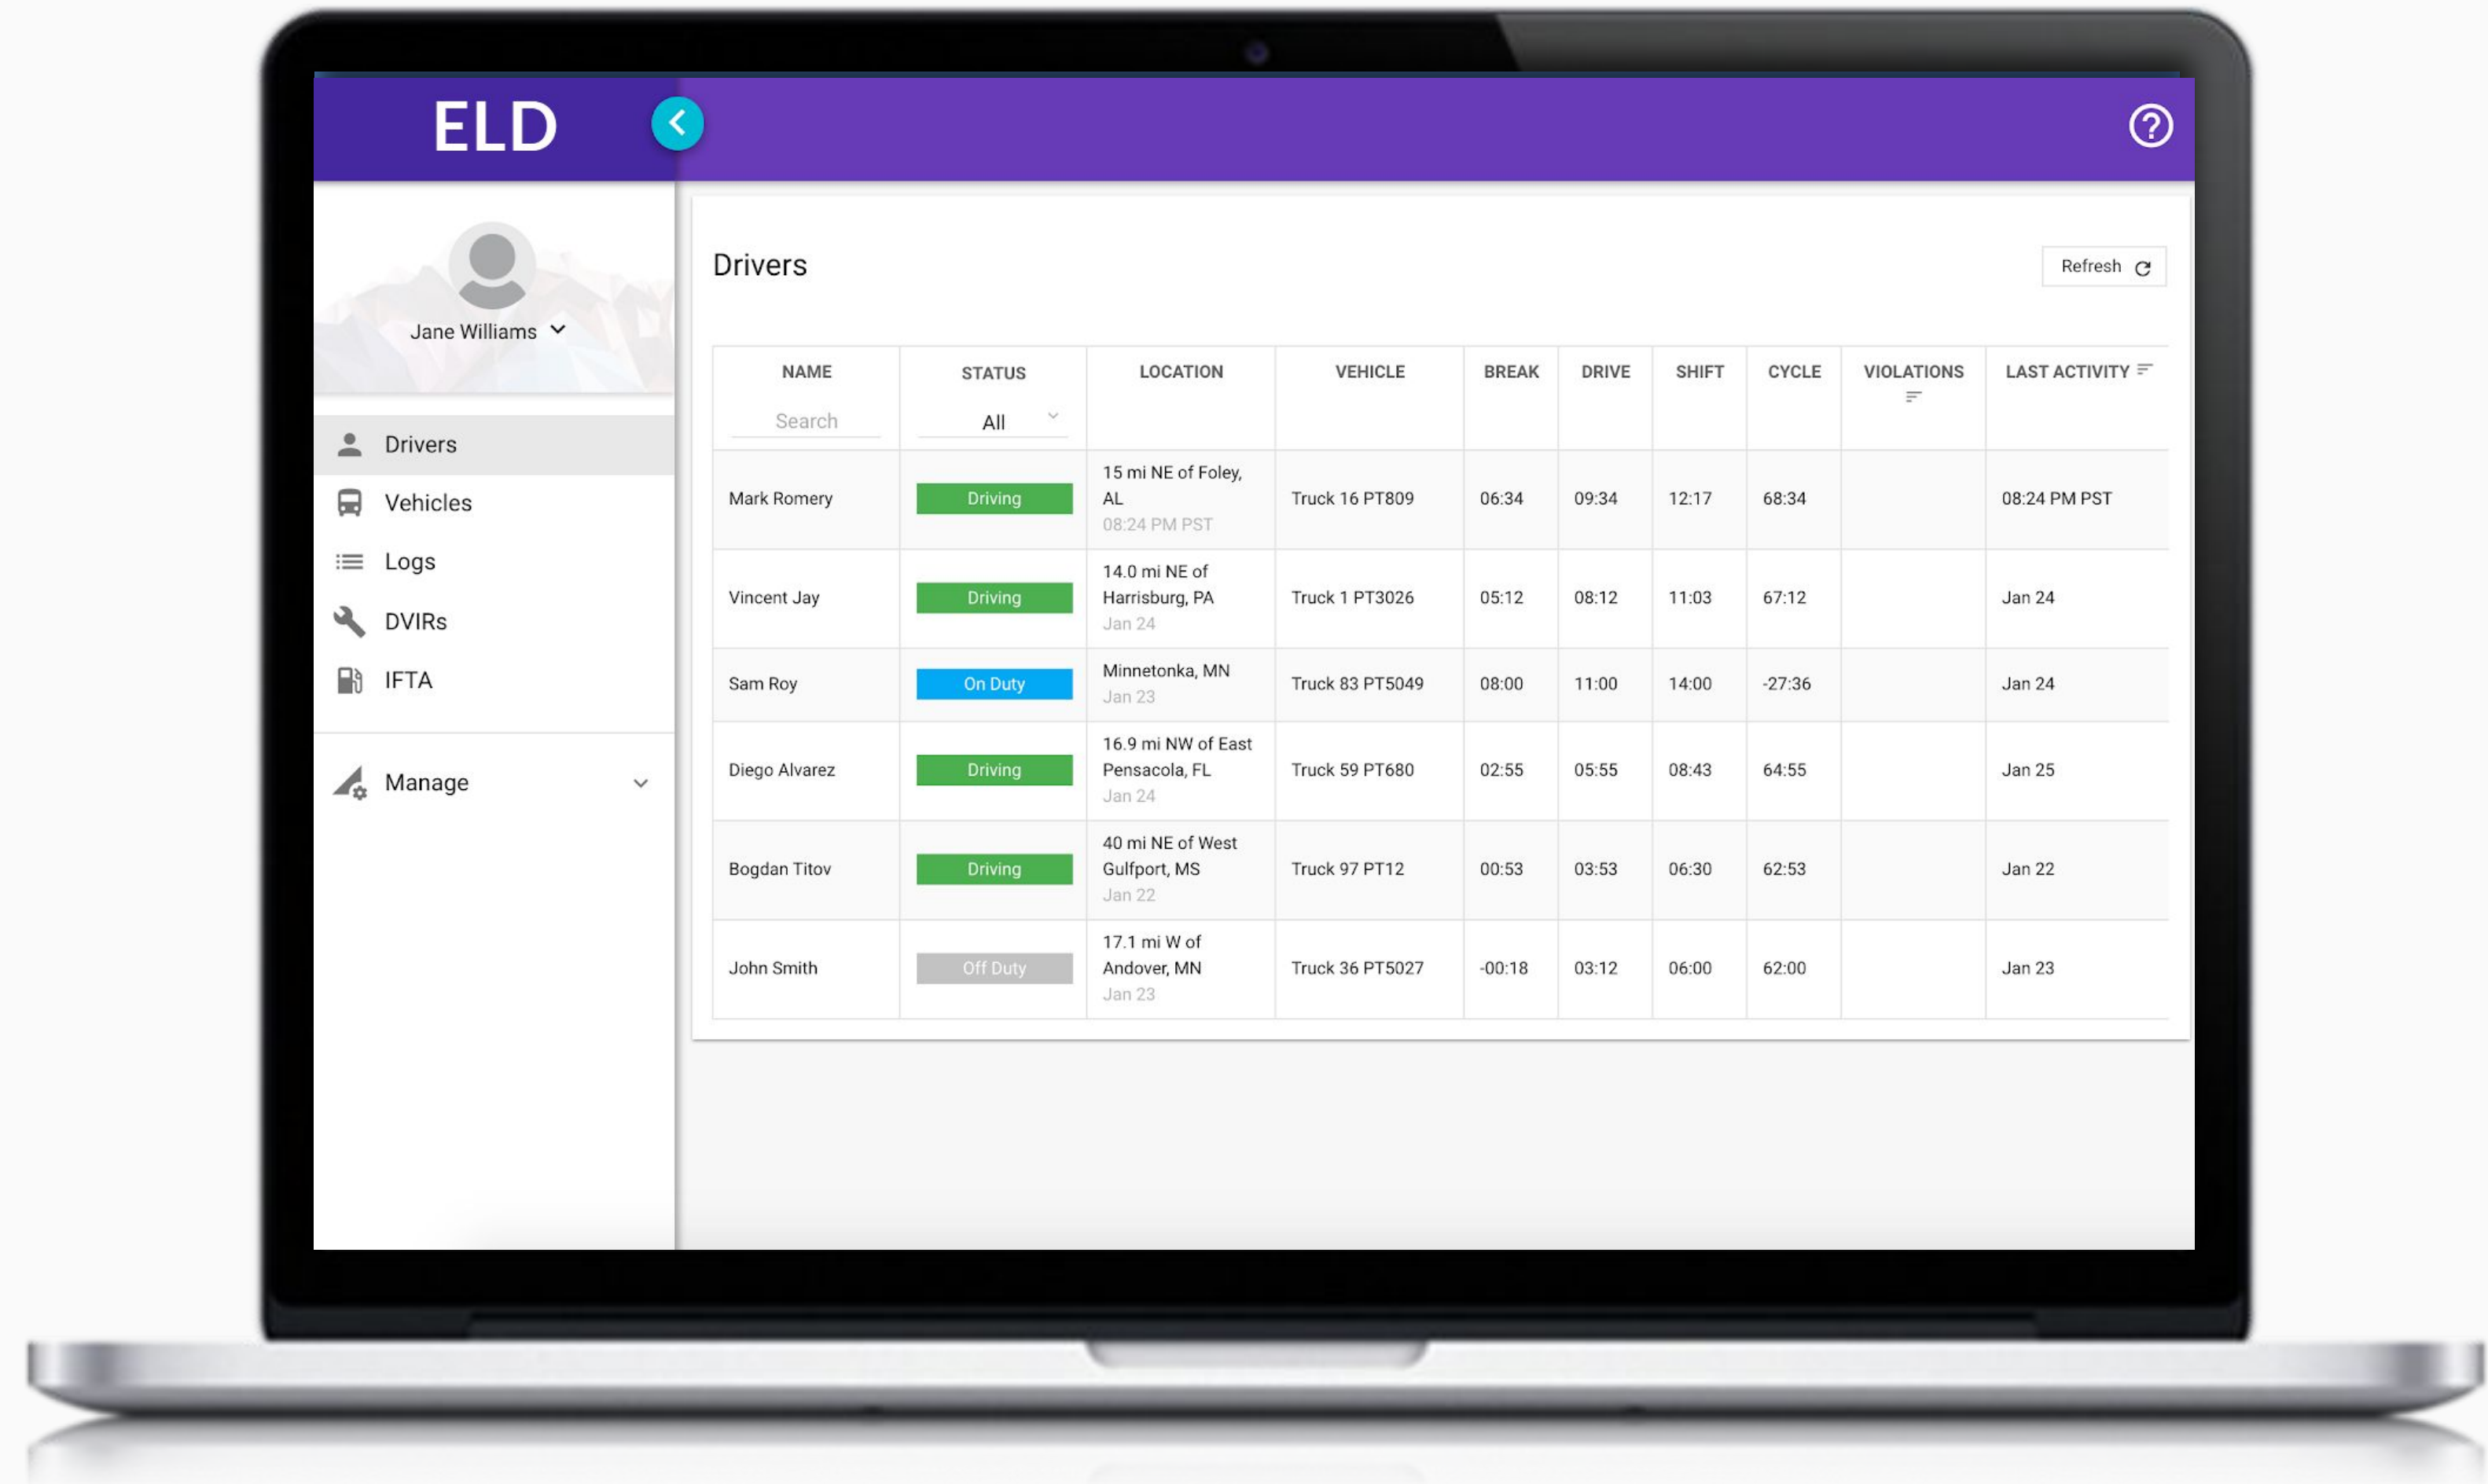 ELD
Jane Williams
Drivers
Vehicles
Logs
DVIRs
IFTA
Manage
Drivers
Refresh
NAME STATUS LOCATION VEHICLE BREAK DRIVE SHIFT CYCLE VIOLATIONS LAST ACTIVITY
Search All
15 mi NE of Foley,
Mark Romery Driving AL Truck 16 PT809 06:34 09:34 12:17 68:34 08:24 PM PST
08:24 PM PST
14.0 mi NE of
Vincent Jay Driving Harrisburg, PA Truck 1 PT3026 05:12 08:12 11:03 67:12 Jan 24
Jan 24
Minnetonka, MN
Sam Roy On Duty Truck 83 PT5049 08:00 11:00 14:00 -27:36 Jan 24
Jan 23
16.9 mi NW of East
Diego Alvarez Driving Pensacola, FL Truck 59 PT680 02:55 05:55 08:43 64:55 Jan 25
Jan 24
40 mi NE of West
Bogdan Titov Driving Gulfport, MS Truck 97 PT12 00:53 03:53 06:30 62:53 Jan 22
Jan 22
17.1 mi W of
John Smith Off Duty Andover, MN Truck 36 PT5027 -00:18 03:12 06:00 62:00 Jan 23
Jan 23